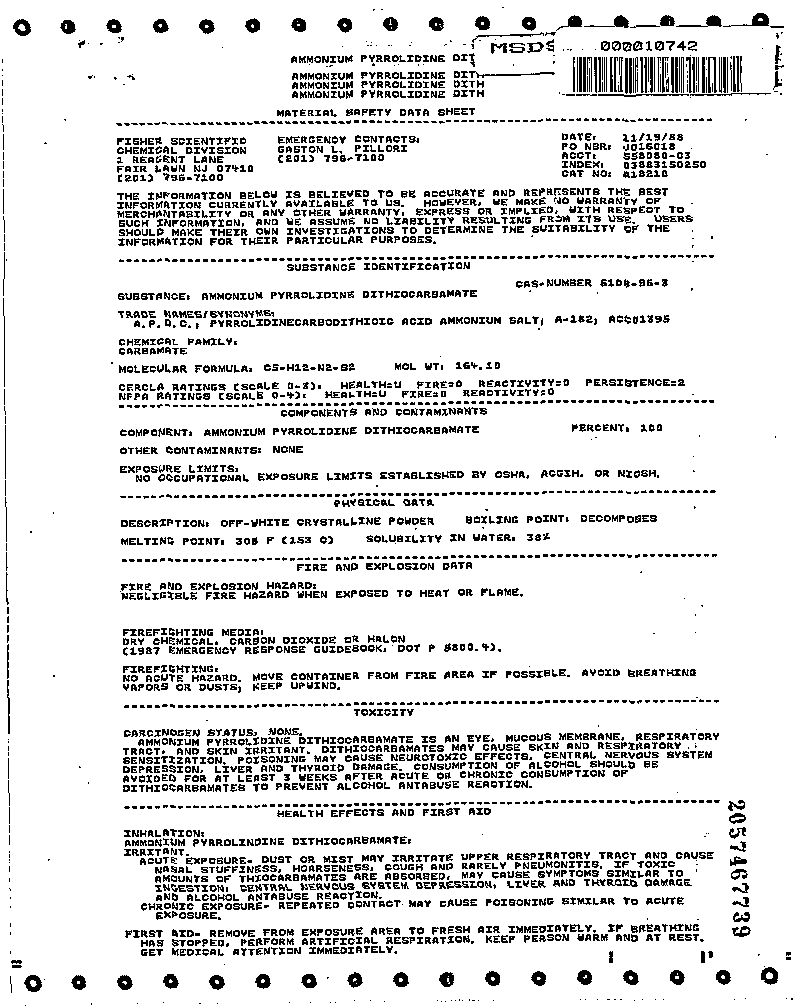 AMMONIUM PYRROLIDINE DIT
MSDS
000010742
AMMONIUM PYRROLIDINE DITH
AMMONIUM PYRROLIDINE DITH
MATERIAL SAFETY DATA SHEET
FISHER SCIENTIFIC EMERGENCY CONTACTS: DATE: 11/19/88
CHEMICAL DIVISION GASTON L. PILLORI PO NBR: J016018
1 REAGENT LANE (201) 796-7100 ACCT: 558080-03
FAIR LAWN NJ 07410 INDEX: 03883150250
(201) 796-7100 CAT NO: A18210
THE INFORMATION BELOW IS BELIEVED TO BE ACCURATE AND REPRESENTS THE BEST
INFORMATION CURRENTLY AVAILABLE TO US. HOWEVER, WE MAKE NO WARRANTY OF
MERCHANTABILITY OR ANY OTHER WARRANTY, EXPRESS OR IMPLIED, WITH RESPECT TO
SUCH INFORMATION, AND WE ASSUME NO LIABILITY RESULTING FROM ITS USE. USERS
SHOULD MAKE THEIR OWN INVESTIGATIONS TO DETERMINE THE SUITABILITY OF THE
INFORMATION FOR THEIR PARTICULAR PURPOSES.
SUBSTANCE IDENTIFICATION
CAS-NUMBER 5108-96-3
SUBSTANCE: AMMONIUM PYRROLIDINE DITHIOCARBAMATE
TRADE NAMES/SYNONYMS:
A.P.D.C.; PYRROLIDINECARBODITHIOIC ACID AMMONIUM SALT; A-182; ACC01395
CHEMICAL FAMILY:
CARBAMATE
MOLECULAR FORMULA: C5-H12-N2-S2 MOL WT: 164.10
CERCLA RATINGS (SCALE 0-3): HEALTH=U FIRE=0 REACTIVITY=0 PERSISTENCE=2
NFPA RATINGS (SCALE 0-4): HEALTH=U FIRE=0 REACTIVITY=0
COMPONENTS AND CONTAMINANTS
COMPONENT: AMMONIUM PYRROLIDINE DITHIOCARBAMATE PERCENT: 100
OTHER CONTAMINANTS: NONE
EXPOSURE LIMITS:
NO OCCUPATIONAL EXPOSURE LIMITS ESTABLISHED BY OSHA, ACGIH, OR NIOSH.
PHYSICAL DATA
DESCRIPTION: OFF-WHITE CRYSTALLINE POWDER BOILING POINT: DECOMPOSES
MELTING POINT: 308 F (153 C) SOLUBILITY IN WATER: 38%
FIRE AND EXPLOSION DATA
FIRE AND EXPLOSION HAZARD:
NEGLIGIBLE FIRE HAZARD WHEN EXPOSED TO HEAT OR FLAME.
FIREFIGHTING MEDIA:
DRY CHEMICAL, CARBON DIOXIDE OR HALON
(1987 EMERGENCY RESPONSE GUIDEBOOK, DOT P 5800.4).
FIREFIGHTING:
NO ACUTE HAZARD. MOVE CONTAINER FROM FIRE AREA IF POSSIBLE. AVOID BREATHING
VAPORS OR DUSTS; KEEP UPWIND.
TOXICITY
CARCINOGEN STATUS: NONE.
AMMONIUM PYRROLIDINE DITHIOCARBAMATE IS AN EYE, MUCOUS MEMBRANE, RESPIRATORY
TRACT, AND SKIN IRRITANT. DITHIOCARBAMATES MAY CAUSE SKIN AND RESPIRATORY
SENSITIZATION. POISONING MAY CAUSE NEUROTOXIC EFFECTS, CENTRAL NERVOUS SYSTEM
DEPRESSION, LIVER AND THYROID DAMAGE. CONSUMPTION OF ALCOHOL SHOULD BE
AVOIDED FOR AT LEAST 3 WEEKS AFTER ACUTE OR CHRONIC CONSUMPTION OF
DITHIOCARBAMATES TO PREVENT ALCOHOL ANTABUSE REACTION.
HEALTH EFFECTS AND FIRST AID
INHALATION:
AMMONIUM PYRROLINDINE DITHIOCARBAMATE:
IRRITANT.
ACUTE EXPOSURE- DUST OR MIST MAY IRRITATE UPPER RESPIRATORY TRACT AND CAUSE
NASAL STUFFINESS, HOARSENESS, COUGH AND RARELY PNEUMONITIS. IF TOXIC
AMOUNTS OF THIOCARBAMATES ARE ABSORBED, MAY CAUSE SYMPTOMS SIMILAR TO
INGESTION; CENTRAL NERVOUS SYSTEM DEPRESSION, LIVER AND THYROID DAMAGE
AND ALCOHOL ANTABUSE REACTION.
CHRONIC EXPOSURE- REPEATED CONTACT MAY CAUSE POISONING SIMILAR TO ACUTE
EXPOSURE.
FIRST AID- REMOVE FROM EXPOSURE AREA TO FRESH AIR IMMEDIATELY. IF BREATHING
HAS STOPPED, PERFORM ARTIFICIAL RESPIRATION. KEEP PERSON WARM AND AT REST.
GET MEDICAL ATTENTION IMMEDIATELY.
2057467739